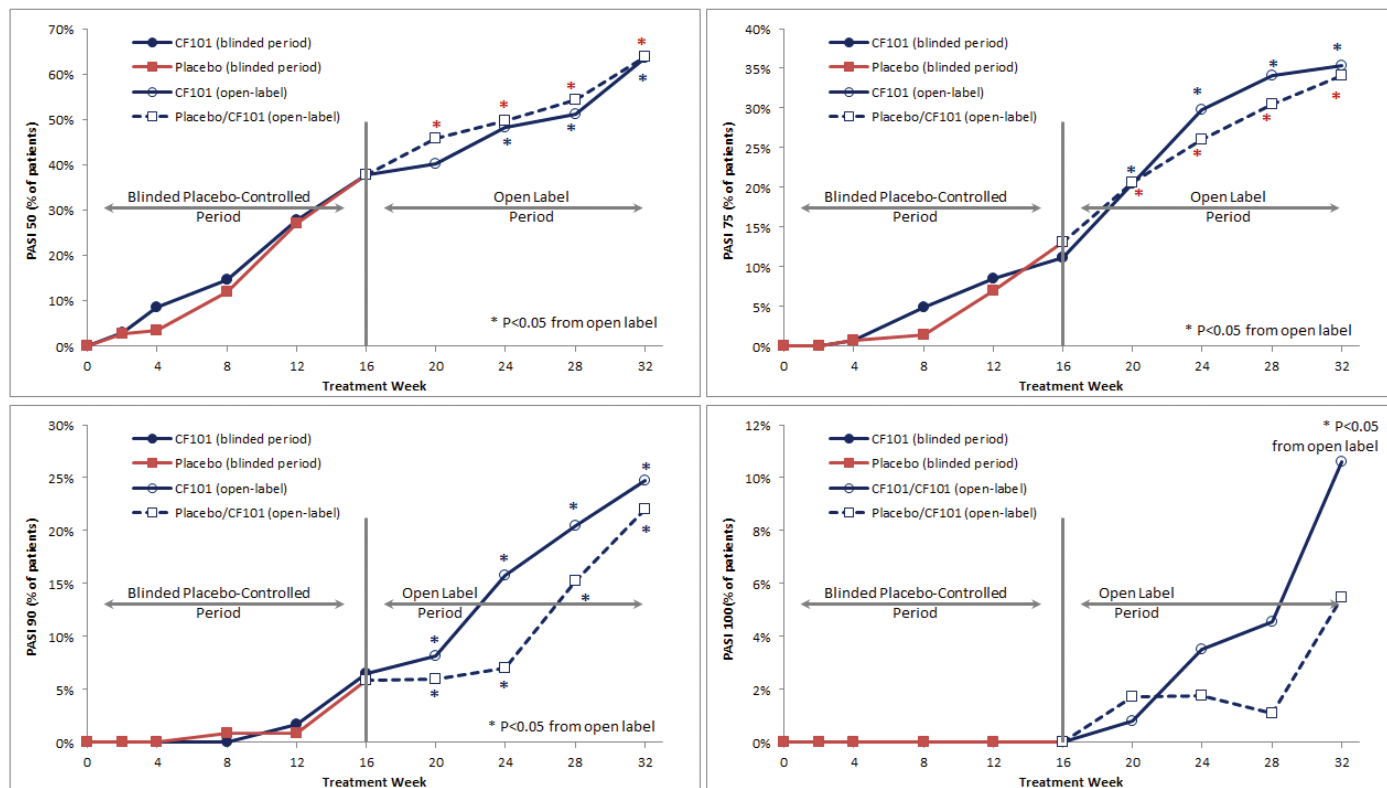 PASI 50 (% of patients)
70%
60%
50%
40%
30%
20%
10%
0%
CF101 (blinded period)
Placebo (blinded period)
CF101 (open-label)
Placebo/CF101 (open-label)
Blinded Placebo-Controlled
Period
Open Label
Period
* * * *
* * *
* P<0.05 from open label
0 4 8 12 16 20 24 28 32
Treatment Week
PASI 75 (% of patients)
40%
35%
30%
25%
20%
15%
10%
5%
0%
CF101 (blinded period)
Placebo (blinded period)
CF101 (open-label)
Placebo/CF101 (open-label)
Blinded Placebo-Controlled
Period
Open Label
Period
* * * *
* * * *
* P<0.05 from open label
0 4 8 12 16 20 24 28 32
Treatment Week
PASI 90 (% of patients)
30%
25%
20%
15%
10%
5%
0%
CF101 (blinded period)
Placebo (blinded period)
CF101 (open-label)
Placebo/CF101 (open-label)
Blinded Placebo-Controlled
Period
Open Label
Period
* * * *
* * * *
* P<0.05 from open label
0 4 8 12 16 20 24 28 32
Treatment Week
PASI 100(% of patients)
12%
10%
8%
6%
4%
2%
0%
CF101 (blinded period)
Placebo (blinded period)
CF101/CF101 (open-label)
Placebo/CF101 (open-label)
Blinded Placebo-Controlled
Period
Open Label
Period
* P<0.05
from open label
0 4 8 12 16 20 24 28 32
Treatment Week